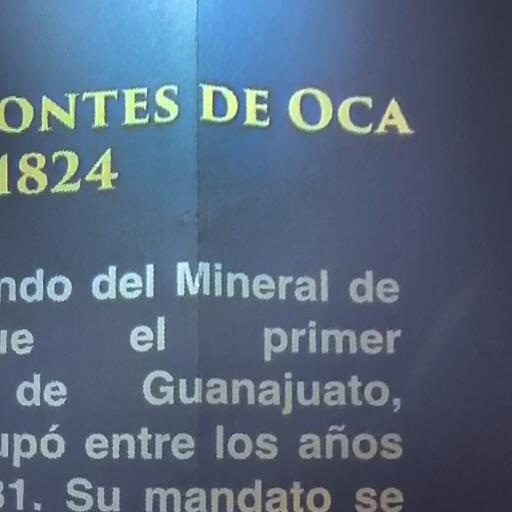 ONTES DE OCA
1824
ndo del Mineral de
ue el primer
de Guanajuato,
upó entre los años
31. Su mandato se